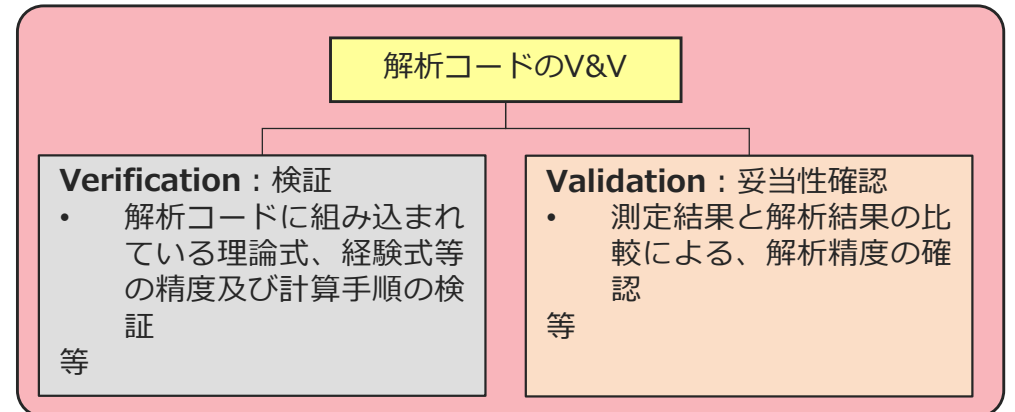 解析コードのV&V
Verification：検証
• 解析コードに組み込まれ
ている理論式、経験式等
の精度及び計算手順の検
証
等
Validation：妥当性確認
• 測定結果と解析結果の比
較による、解析精度の確
認
等